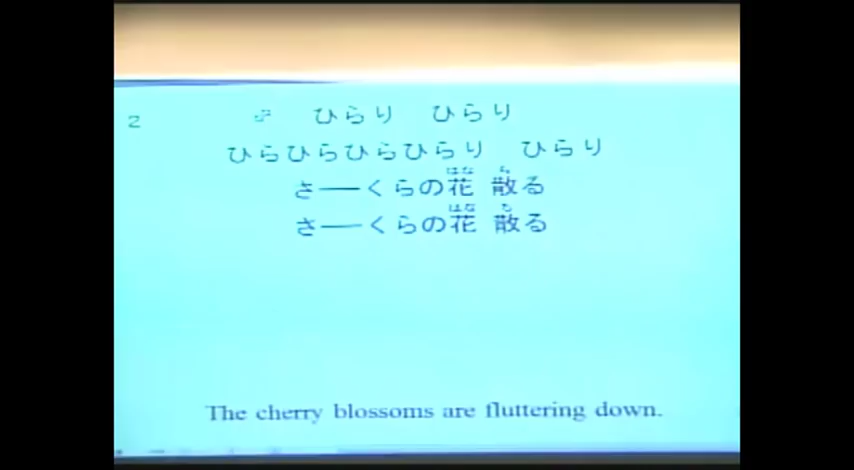 2 ひらり ひらり
ひらひらひらひらり ひらり
さ──くらの花 散る
さ──くらの花 散る
The cherry blossoms are fluttering down.